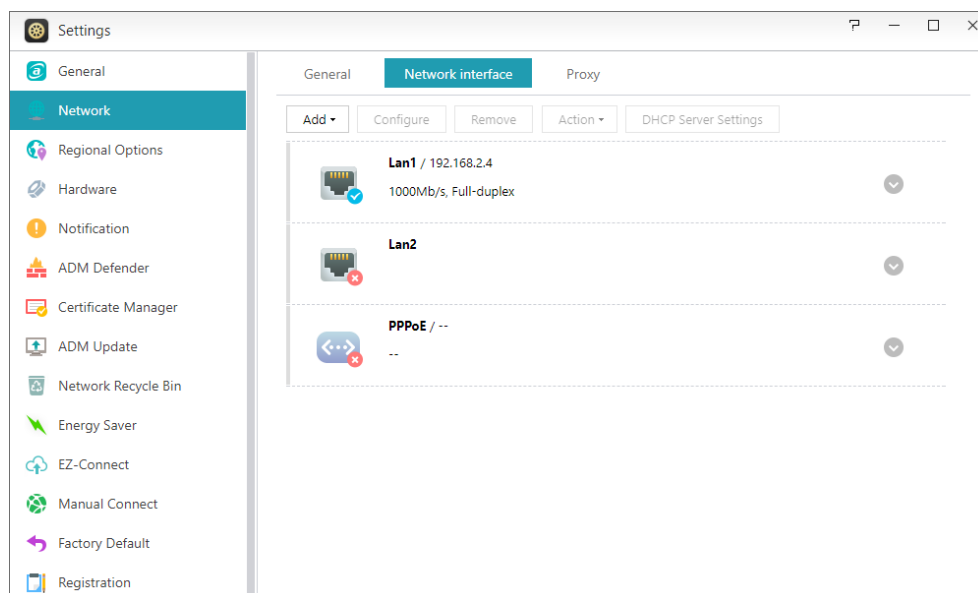 Settings
General
Network
Regional Options
Hardware
Notification
ADM Defender
Certificate Manager
ADM Update
Network Recycle Bin
Energy Saver
EZ-Connect
Manual Connect
Factory Default
Registration
General Network interface Proxy
Add Configure Remove Action DHCP Server Settings
Lan1 / 192.168.2.4
1000Mb/s, Full-duplex
Lan2
PPPoE / --
--